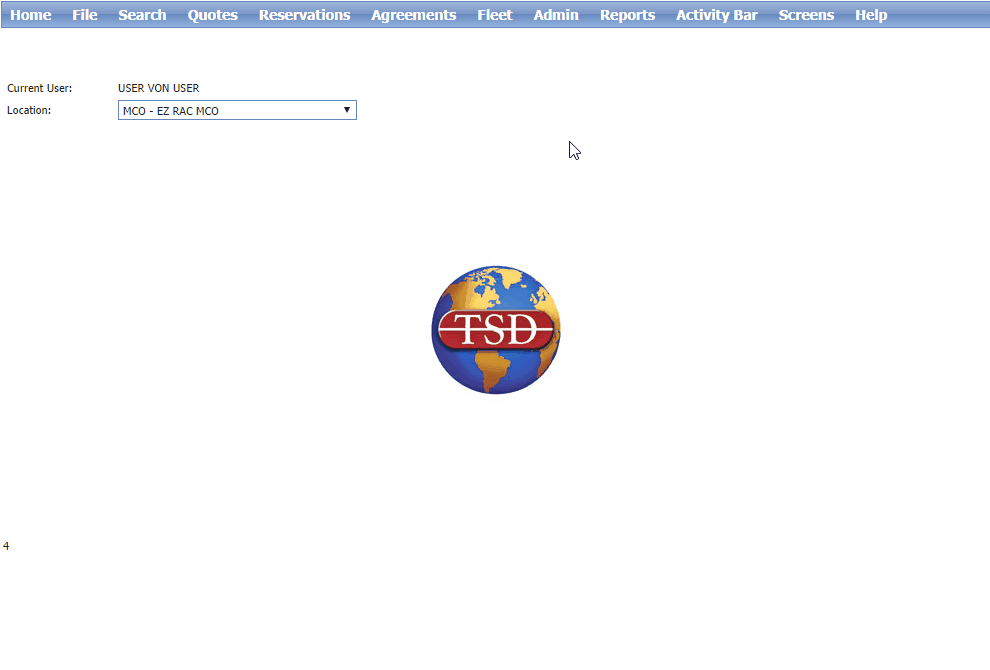 Home File Search Quotes Reservations Agreements Fleet Admin Reports Activity Bar Screens Help
Current User: USER VON USER
Location: MCO - EZ RAC MCO
TSD
4